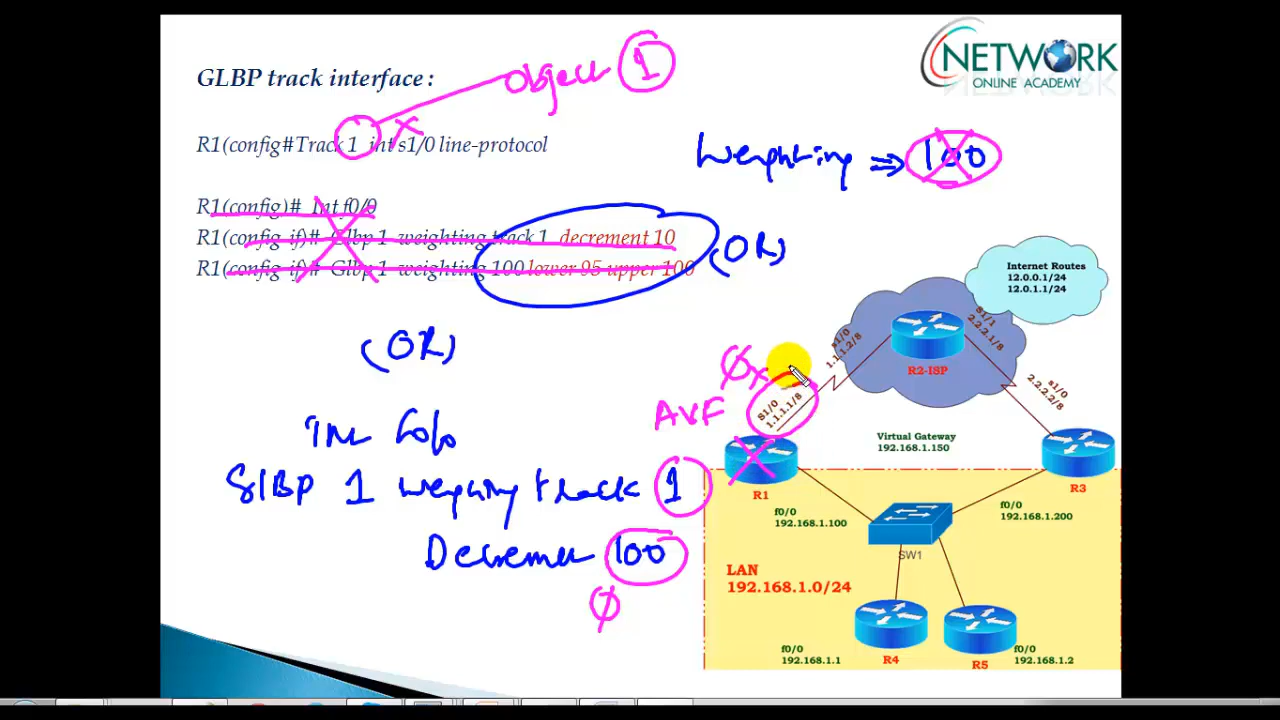 GLBP track interface :
object 1
NETWORK
ONLINE ACADEMY
R1(config#Track 1 int s1/0 line-protocol
Weighting ⇒ 100
R1(config)# Int f0/0
R1(config-if)# Glbp 1 weighting track 1 decrement 10
R1(config-if)# Glbp 1 weighting 100 lower 95 upper 100
(OR)
(OR)
Int fo/o
GlBP 1 weighting track 1
Decrement 100
0
0x
AVF
Internet Routes
12.0.0.1/24
12.0.1.1/24
s1/0
1.1.1.2/8
S1/1
2.2.2.1/8
R2-ISP
S1/0
1.1.1.1/8
s1/0
2.2.2.2/8
Virtual Gateway
192.168.1.150
R1
R3
f0/0
192.168.1.100
f0/0
192.168.1.200
SW1
LAN
192.168.1.0/24
f0/0
192.168.1.1
R4
R5
f0/0
192.168.1.2